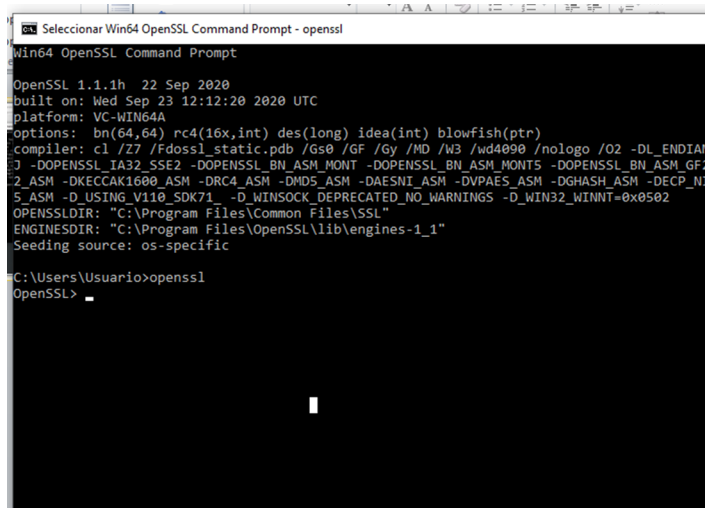 Seleccionar Win64 OpenSSL Command Prompt - openssl
Win64 OpenSSL Command Prompt
OpenSSL 1.1.1h  22 Sep 2020
built on: Wed Sep 23 12:12:20 2020 UTC
platform: VC-WIN64A
options:  bn(64,64) rc4(16x,int) des(long) idea(int) blowfish(ptr)
compiler: cl /Z7 /Fdossl_static.pdb /Gs0 /GF /Gy /MD /W3 /wd4090 /nologo /O2 -DL_ENDIAN
J -DOPENSSL_IA32_SSE2 -DOPENSSL_BN_ASM_MONT -DOPENSSL_BN_ASM_MONT5 -DOPENSSL_BN_ASM_GF2
2_ASM -DKECCAK1600_ASM -DRC4_ASM -DMD5_ASM -DAESNI_ASM -DVPAES_ASM -DGHASH_ASM -DECP_NI
5_ASM -D_USING_V110_SDK71_ -D_WINSOCK_DEPRECATED_NO_WARNINGS -D_WIN32_WINNT=0x0502
OPENSSLDIR: "C:\Program Files\Common Files\SSL"
ENGINESDIR: "C:\Program Files\OpenSSL\lib\engines-1_1"
Seeding source: os-specific
C:\Users\Usuario>openssl
OpenSSL>